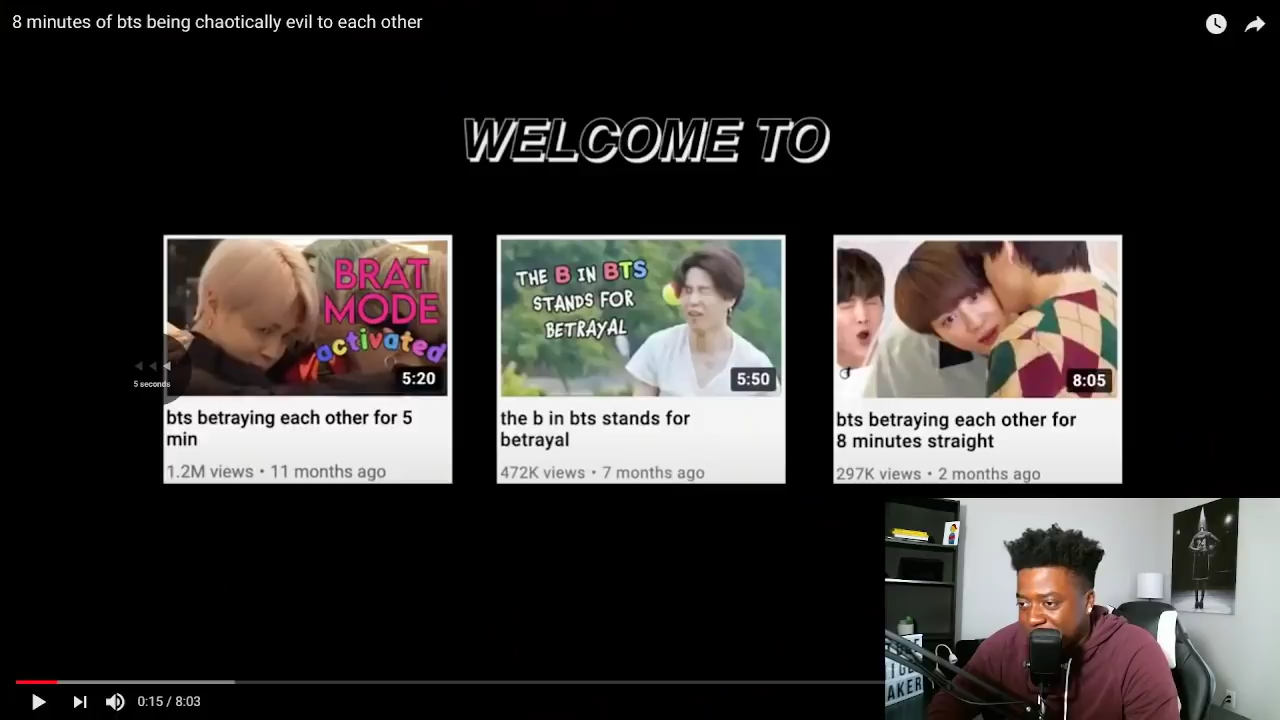 8 minutes of bts being chaotically evil to each other
WELCOME TO
BRAT
MODE
activated
5:20
THE B IN BTS
STANDS FOR
BETRAYAL
5:50
8:05
5 seconds
bts betraying each other for 5
min
1.2M views • 11 months ago
the b in bts stands for
betrayal
472K views • 7 months ago
bts betraying each other for
8 minutes straight
297K views • 2 months ago
0:15 / 8:03
AKER